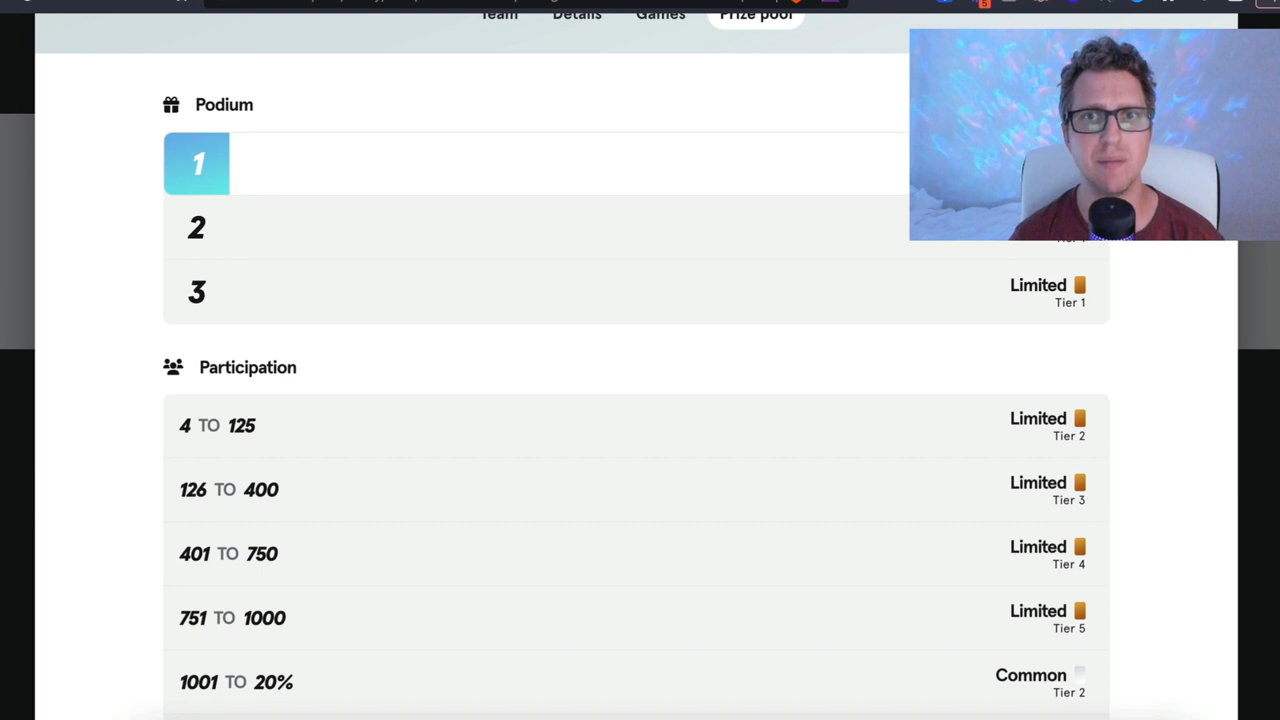 Team Details Games Prize pool
5
Podium
1
2
3
Limited
Tier 1
Participation
4 TO 125
Limited
Tier 2
126 TO 400
Limited
Tier 3
401 TO 750
Limited
Tier 4
751 TO 1000
Limited
Tier 5
1001 TO 20%
Common
Tier 2